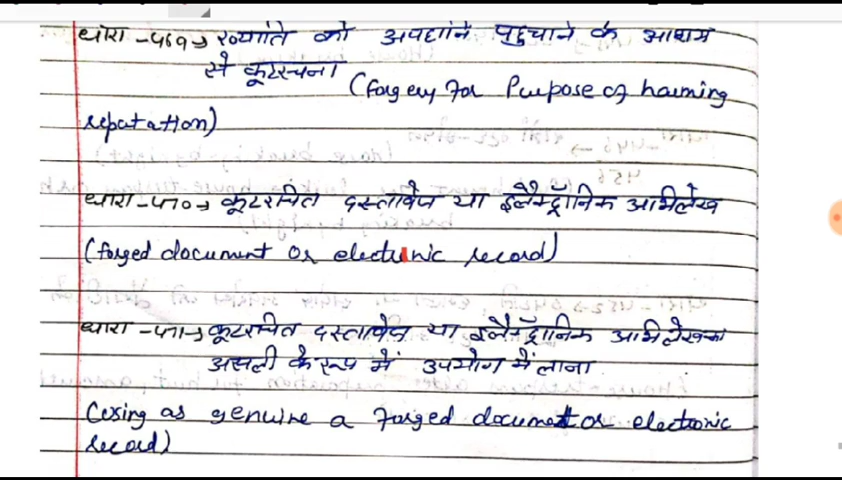 धारा -469→ ख्याति को अपहानि पहुचाने के आशय
से कूटरचना
(forgery for Purpose of harming
reputation)
धारा-470→ कूटरचित दस्तावेज या इलैक्ट्रॉनिक अभिलेख
(forged document or electronic record)
धारा -471→ कूटरचित दस्तावेज या इलैक्ट्रॉनिक अभिलेखका
असली के रूप में उपयोग में लाना
(using as genuine a forged document or electronic
record)